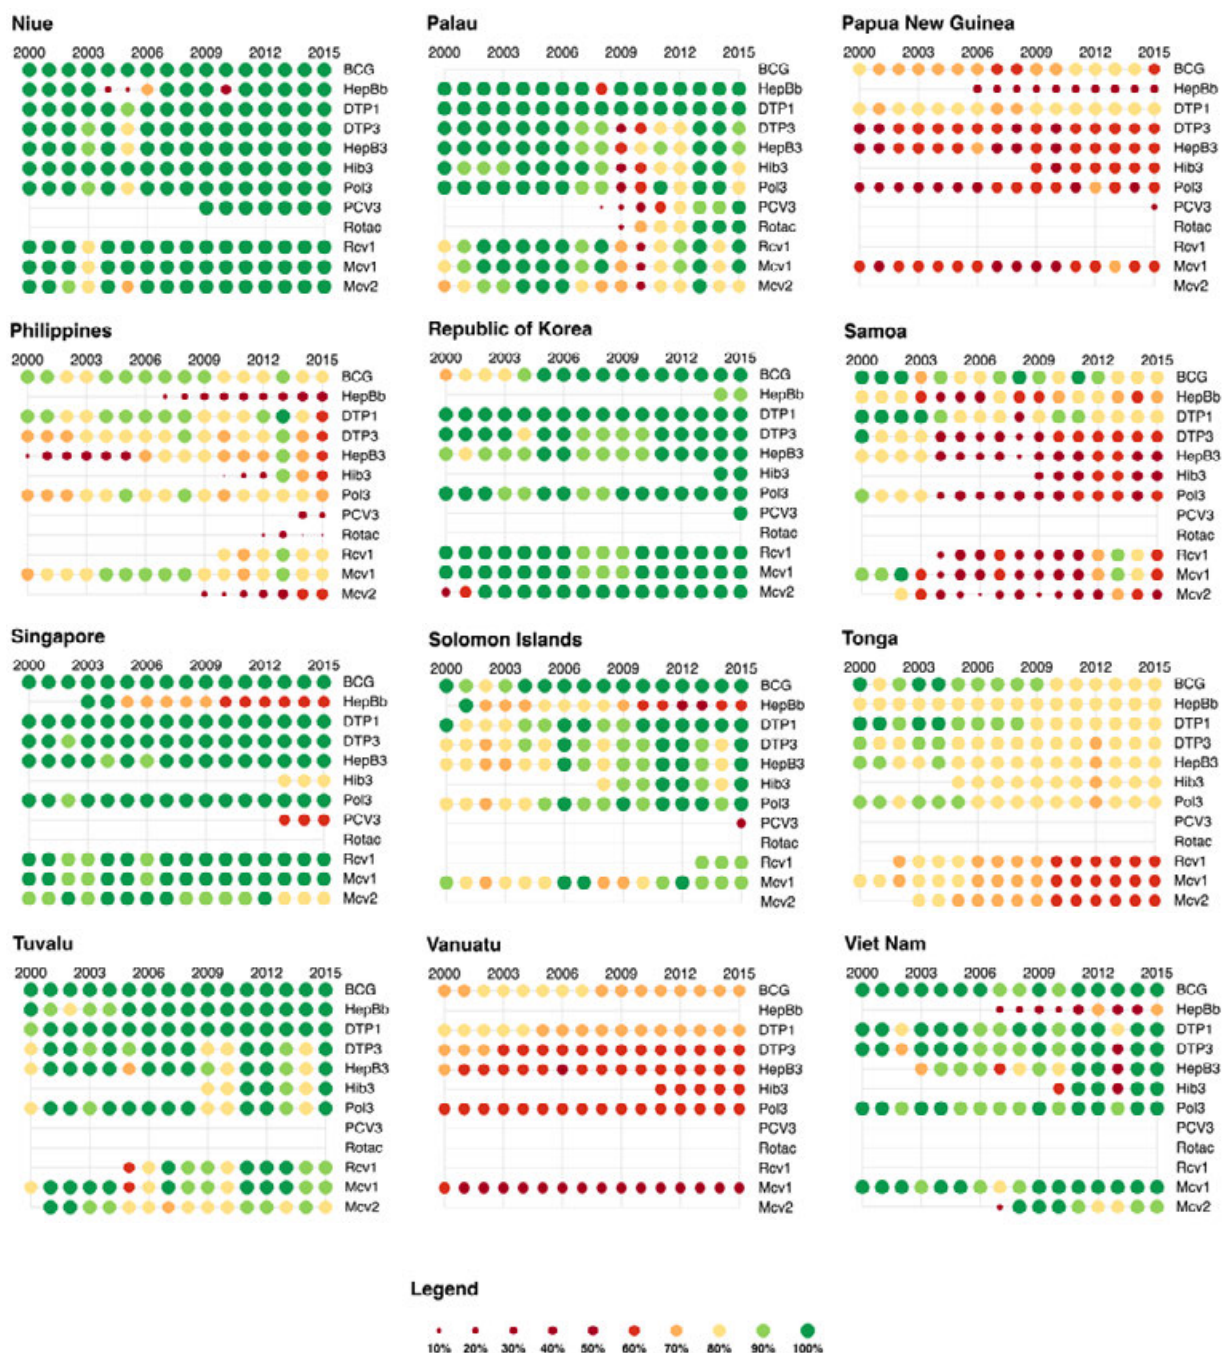 Niue
2000 2003 2006 2009 2012 2015
BCG
HepBb
DTP1
DTP3
HepB3
Hib3
Pol3
PCV3
Rotac
Rcv1
Mcv1
Mcv2
Palau
2000 2003 2006 2009 2012 2015
BCG
HepBb
DTP1
DTP3
HepB3
Hib3
Pol3
PCV3
Rotac
Rcv1
Mcv1
Mcv2
Papua New Guinea
2000 2003 2006 2009 2012 2015
BCG
HepBb
DTP1
DTP3
HepB3
Hib3
Pol3
PCV3
Rotac
Rcv1
Mcv1
Mcv2
Philippines
2000 2003 2006 2009 2012 2015
BCG
HepBb
DTP1
DTP3
HepB3
Hib3
Pol3
PCV3
Rotac
Rcv1
Mcv1
Mcv2
Republic of Korea
2000 2003 2006 2009 2012 2015
BCG
HepBb
DTP1
DTP3
HepB3
Hib3
Pol3
PCV3
Rotac
Rcv1
Mcv1
Mcv2
Samoa
2000 2003 2006 2009 2012 2015
BCG
HepBb
DTP1
DTP3
HepB3
Hib3
Pol3
PCV3
Rotac
Rcv1
Mcv1
Mcv2
Singapore
2000 2003 2006 2009 2012 2015
BCG
HepBb
DTP1
DTP3
HepB3
Hib3
Pol3
PCV3
Rotac
Rcv1
Mcv1
Mcv2
Solomon Islands
2000 2003 2006 2009 2012 2015
BCG
HepBb
DTP1
DTP3
HepB3
Hib3
Pol3
PCV3
Rotac
Rcv1
Mcv1
Mcv2
Tonga
2000 2003 2006 2009 2012 2015
BCG
HepBb
DTP1
DTP3
HepB3
Hib3
Pol3
PCV3
Rotac
Rcv1
Mcv1
Mcv2
Tuvalu
2000 2003 2006 2009 2012 2015
BCG
HepBb
DTP1
DTP3
HepB3
Hib3
Pol3
PCV3
Rotac
Rcv1
Mcv1
Mcv2
Vanuatu
2000 2003 2006 2009 2012 2015
BCG
HepBb
DTP1
DTP3
HepB3
Hib3
Pol3
PCV3
Rotac
Rcv1
Mcv1
Mcv2
Viet Nam
2000 2003 2006 2009 2012 2015
BCG
HepBb
DTP1
DTP3
HepB3
Hib3
Pol3
PCV3
Rotac
Rcv1
Mcv1
Mcv2
Legend
10% 20% 30% 40% 50% 60% 70% 80% 90% 100%